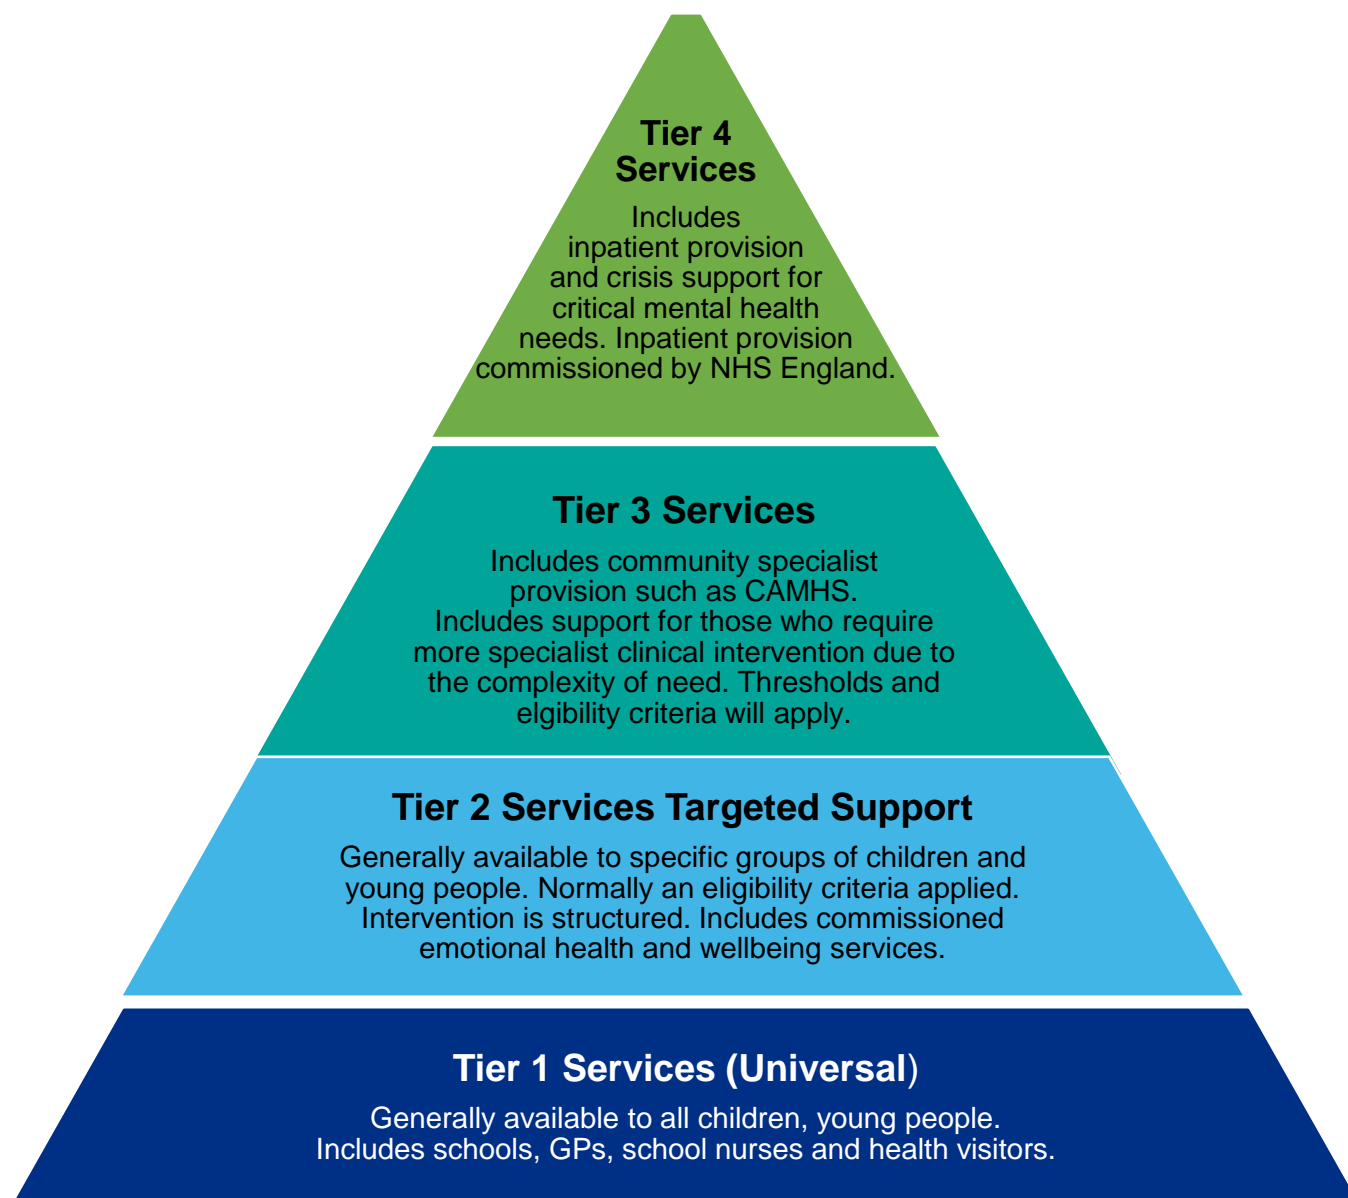 Tier 4
Services
Includes
inpatient provision
and crisis support for
critical mental health
needs. Inpatient provision
commissioned by NHS England.
Tier 3 Services
Includes community specialist
provision such as CAMHS.
Includes support for those who require
more specialist clinical intervention due to
the complexity of need. Thresholds and
elgibility criteria will apply.
Tier 2 Services Targeted Support
Generally available to specific groups of children and
young people. Normally an eligibility criteria applied.
Intervention is structured. Includes commissioned
emotional health and wellbeing services.
Tier 1 Services (Universal)
Generally available to all children, young people.
Includes schools, GPs, school nurses and health visitors.